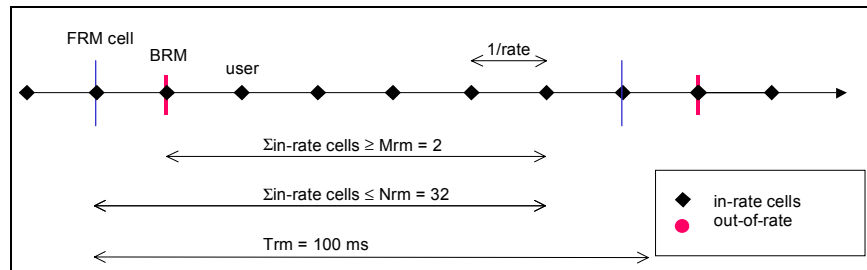 FRM cell
BRM
user
1/rate
Σin-rate cells ≥ Mrm = 2
Σin-rate cells ≤ Nrm = 32
Trm = 100 ms
in-rate cells
out-of-rate